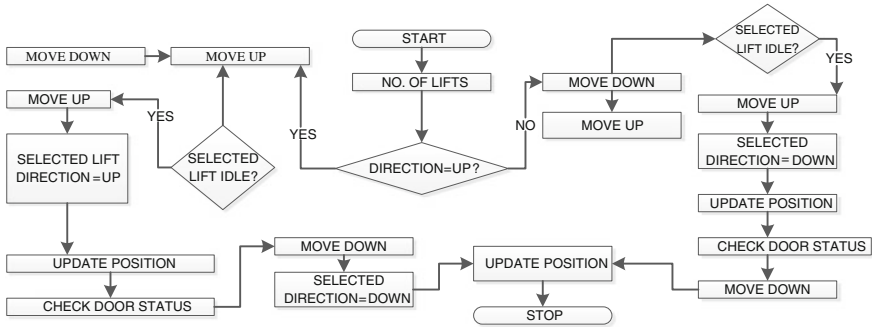 START
NO. OF LIFTS
DIRECTION=UP?
YES
NO
MOVE DOWN
MOVE UP
MOVE UP
SELECTED
LIFT IDLE?
YES
SELECTED LIFT
DIRECTION=UP
UPDATE POSITION
CHECK DOOR STATUS
MOVE DOWN
SELECTED
DIRECTION=DOWN
UPDATE POSITION
STOP
MOVE DOWN
MOVE UP
SELECTED
LIFT IDLE?
YES
MOVE UP
SELECTED
DIRECTION=DOWN
UPDATE POSITION
CHECK DOOR STATUS
MOVE DOWN